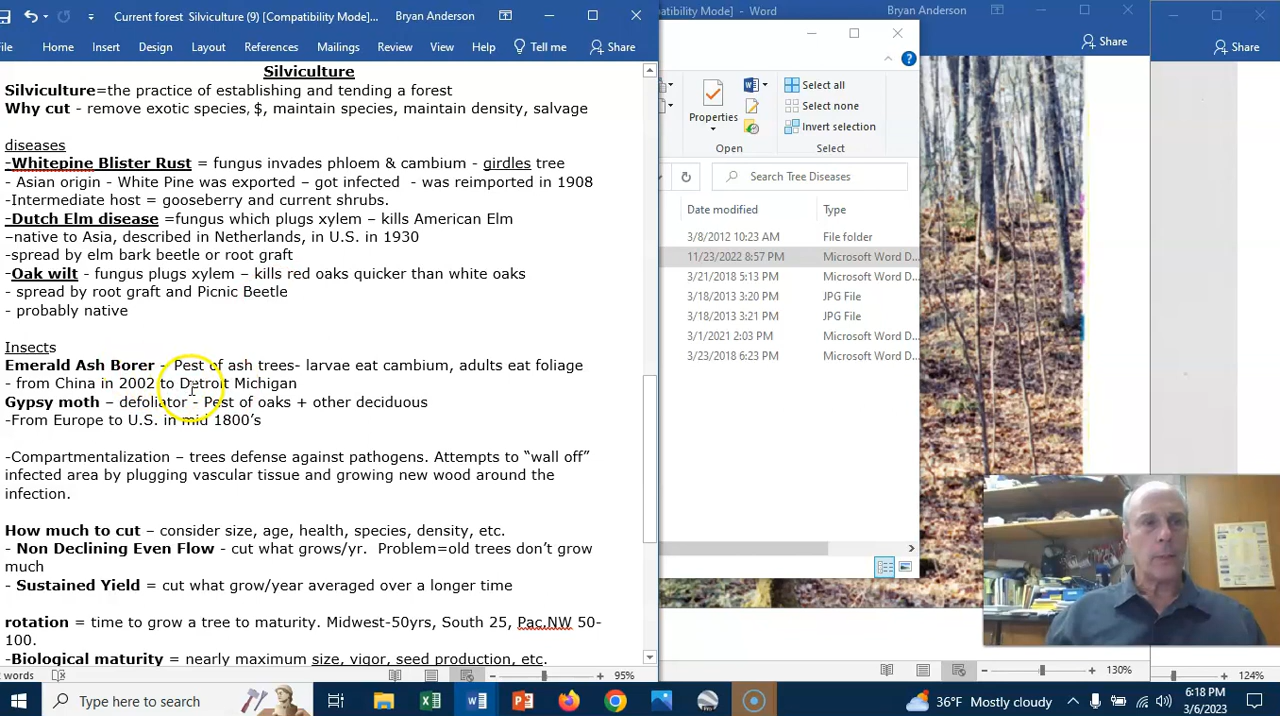 Current forest  Silviculture (9) [Compatibility Mode]...
Bryan Anderson
patibility Mode] - Word
Bryan Anderson
File Home Insert Design Layout References Mailings Review View Help Tell me Share
Share
Share
Silviculture
Silviculture=the practice of establishing and tending a forest
Why cut - remove exotic species, $, maintain species, maintain density, salvage
diseases
-Whitepine Blister Rust = fungus invades phloem & cambium - girdles tree
- Asian origin - White Pine was exported – got infected  - was reimported in 1908
-Intermediate host = gooseberry and current shrubs.
-Dutch Elm disease =fungus which plugs xylem – kills American Elm
–native to Asia, described in Netherlands, in U.S. in 1930
-spread by elm bark beetle or root graft
-Oak wilt - fungus plugs xylem – kills red oaks quicker than white oaks
- spread by root graft and Picnic Beetle
- probably native
Insects
Emerald Ash Borer - Pest of ash trees- larvae eat cambium, adults eat foliage
- from China in 2002 to Detroit Michigan
Gypsy moth – defoliator - Pest of oaks + other deciduous
-From Europe to U.S. in mid 1800's
-Compartmentalization – trees defense against pathogens. Attempts to “wall off”
infected area by plugging vascular tissue and growing new wood around the
infection.
How much to cut – consider size, age, health, species, density, etc.
- Non Declining Even Flow - cut what grows/yr.  Problem=old trees don't grow
much
- Sustained Yield = cut what grow/year averaged over a longer time
rotation = time to grow a tree to maturity. Midwest-50yrs, South 25, Pac.NW 50-
100.
-Biological maturity = nearly maximum size, vigor, seed production, etc.
words
95%
Properties
Open
Select all
Select none
Invert selection
Select
Search Tree Diseases
Date modified Type
3/8/2012 10:23 AM File folder
11/23/2022 8:57 PM Microsoft Word D...
3/21/2018 5:13 PM Microsoft Word D...
3/18/2013 3:20 PM JPG File
3/18/2013 3:21 PM JPG File
3/1/2021 2:03 PM Microsoft Word D...
3/23/2018 6:23 PM Microsoft Word D...
130%
124%
Type here to search
36°F Mostly cloudy
6:18 PM
3/6/2023